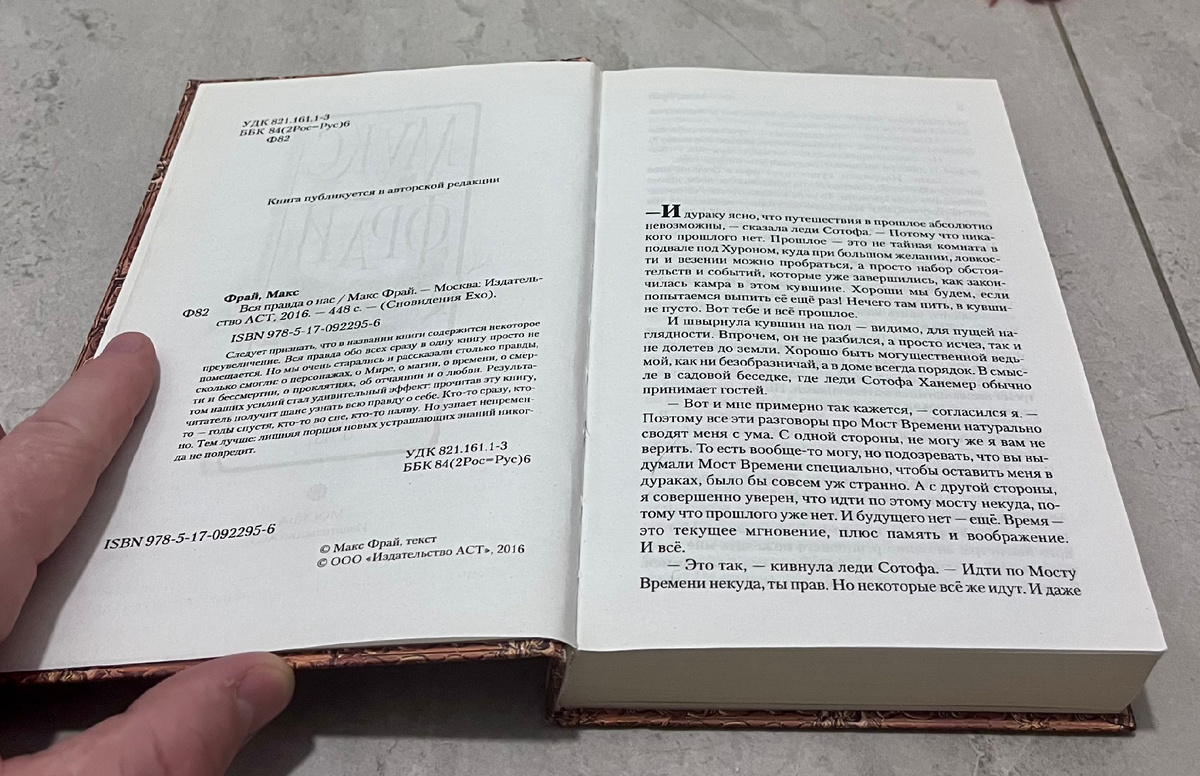 УДК 821.161.1-3
ББК 84(2Рос=Рус)6
Ф82
Книга публикуется в авторской редакции
Фрай, Макс
Ф82 Вся правда о нас / Макс Фрай. — Москва: Издатель-
ство АСТ, 2016. — 448 с. — (Сновидения Ехо).
ISBN 978-5-17-092295-6
Следует признать, что в названии книги содержится некоторое
преувеличение. Вся правда обо всех сразу в одну книгу просто не
помещается. Но мы очень старались и рассказали столько правды,
сколько смогли: о персонажах, о Мире, о магии, о времени, о смер-
ти и бессмертии, о проклятиях, об отчаянии и о любви. Результа-
том наших усилий стал удивительный эффект: прочитав эту книгу,
читатель получит шанс узнать всю правду о себе. Кто-то сразу, кто-
то — годы спустя, кто-то во сне, кто-то наяву. Но узнает непремен-
но. Тем лучше: лишняя порция новых устрашающих знаний никог-
да не повредит.
УДК 821.161.1-3
ББК 84(2Рос=Рус)6
ISBN 978-5-17-092295-6
© Макс Фрай, текст
© ООО «Издательство АСТ», 2016
—И дураку ясно, что путешествия в прошлое абсолютно
невозможны, — сказала леди Сотофа. — Потому что ника-
кого прошлого нет. Прошлое — это не тайная комната в
подвале под Хуроном, куда при большом желании, ловкос-
ти и везении можно пробраться, а просто набор обстоя-
тельств и событий, которые уже завершились, как закон-
чилась камра в этом кувшине. Хороши мы будем, если
попытаемся выпить её ещё раз! Нечего там пить, в кувши-
не пусто. Вот тебе и всё прошлое.
И швырнула кувшин на пол — видимо, для пущей на-
глядности. Впрочем, он не разбился, а просто исчез, так и
не долетев до земли. Хорошо быть могущественной ведь-
мой, как ни безобразничай, а в доме всегда порядок. В смыс-
ле в садовой беседке, где леди Сотофа Ханемер обычно
принимает гостей.
— Вот и мне примерно так кажется, — согласился я. —
Поэтому все эти разговоры про Мост Времени натурально
сводят меня с ума. С одной стороны, не могу же я вам не
верить. То есть вообще-то могу, но подозревать, что вы вы-
думали Мост Времени специально, чтобы оставить меня в
дураках, было бы совсем уж странно. А с другой стороны,
я совершенно уверен, что идти по этому мосту некуда, по-
тому что прошлого уже нет. И будущего нет — ещё. Время —
это текущее мгновение, плюс память и воображение.
И всё.
— Это так, — кивнула леди Сотофа. — Идти по Мосту
Времени некуда, ты прав. Но некоторые всё же идут. И даже